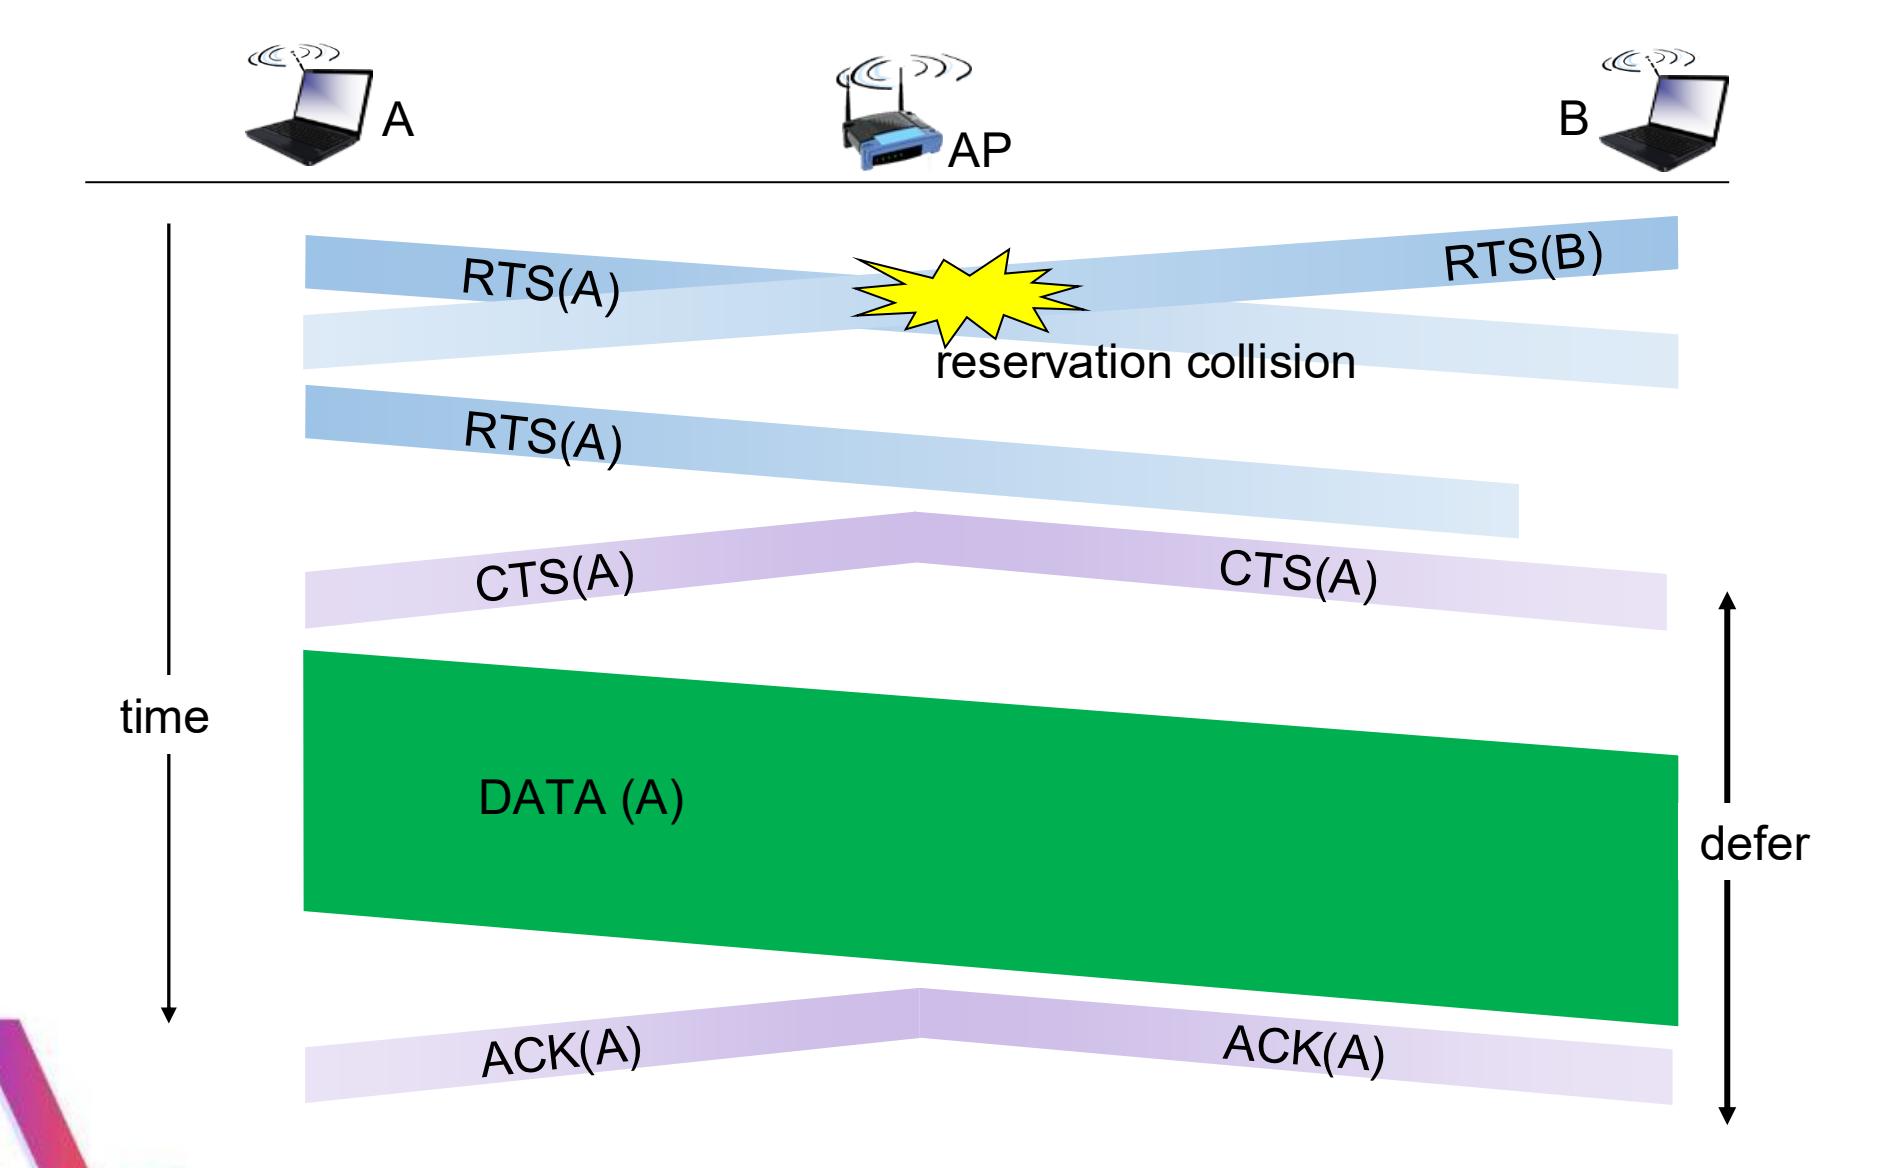 A
AP
B
RTS(A)
RTS(B)
reservation collision
RTS(A)
CTS(A)
CTS(A)
time
DATA (A)
defer
ACK(A)
ACK(A)